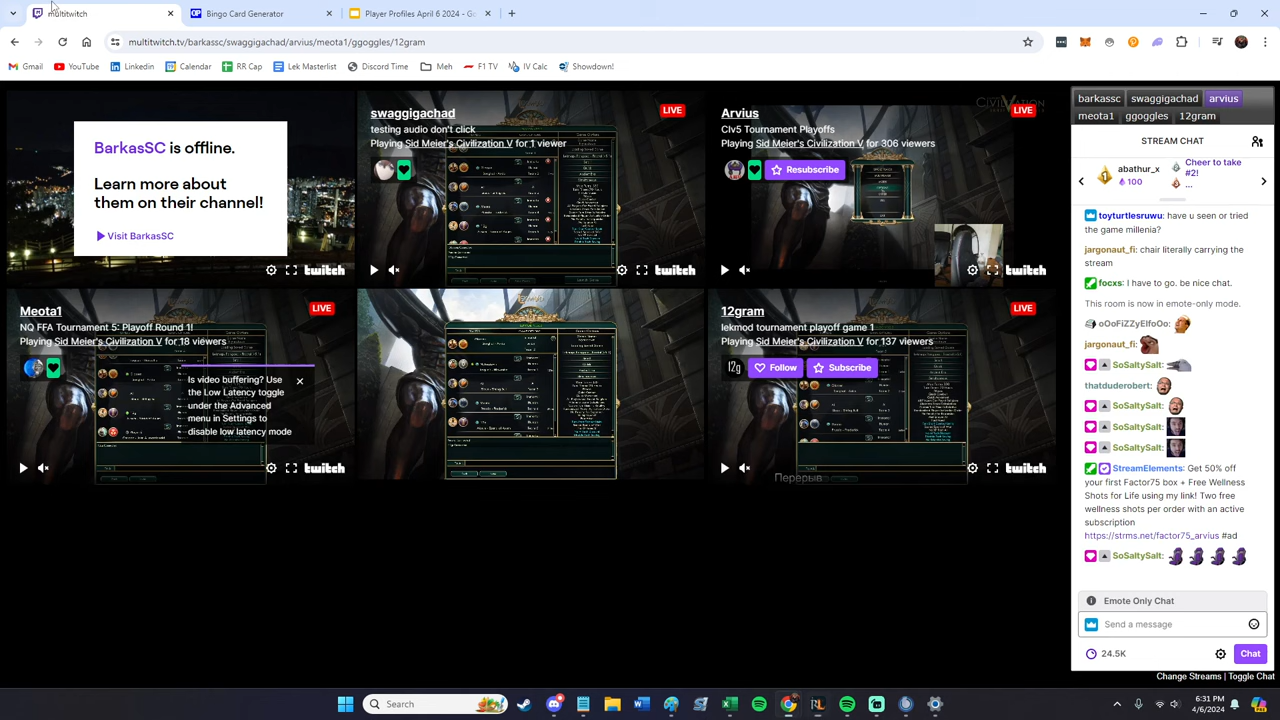 multitwitch
Bingo Card Generator
Player Profiles April 6 2024 - Go
multitwitch.tv/barkassc/swaggigachad/arvius/meota1/ggoggles/12gram
Gmail YouTube Linkedin Calendar RR Cap Lek Masterlist Discord Time Meh F1 TV IV Calc Showdown!
BarkasSC is offline.
Learn more about
them on their channel!
Visit BarkasSC
twitch
swaggigachad
LIVE
testing audio don't click
Playing Sid Meier's Civilization V for 1 viewer
twitch
Arvius
CIVILIZATION
LIVE
Civ5 Tournament Playoffs
Playing Sid Meier's Civilization V for 306 viewers
Resubscribe
twitch
Meota1
LIVE
NQ FFA Tournament 5: Playoff Round 1!
Playing Sid Meier's Civilization V for 18 viewers
Is video buffering? Use
the Low Latency toggle
under the Advanced
menu in Settings to
disable low latency mode
twitch
12gram
LIVE
lekmod tournament playoff game 1
Playing Sid Meier's Civilization V for 137 viewers
12g
Follow
Subscribe
Перерыв
twitch
barkassc swaggigachad arvius
meota1 ggoggles 12gram
STREAM CHAT
abathur_x
100
Cheer to take
#2!
...
toyturtlesruwu: have u seen or tried
the game millenia?
jargonaut_fi: chair literally carrying the
stream
focxs: I have to go. be nice chat.
This room is now in emote-only mode.
oOoFiZZyElfoOo:
jargonaut_fi:
SoSaltySalt:
thatduderobert:
SoSaltySalt:
SoSaltySalt:
SoSaltySalt:
StreamElements: Get 50% off
your first Factor75 box + Free Wellness
Shots for Life using my link! Two free
wellness shots per order with an active
subscription
https://strms.net/factor75_arvius #ad
SoSaltySalt:
Emote Only Chat
Send a message
24.5K
Chat
Change Streams | Toggle Chat
Search
6:31 PM
4/6/2024